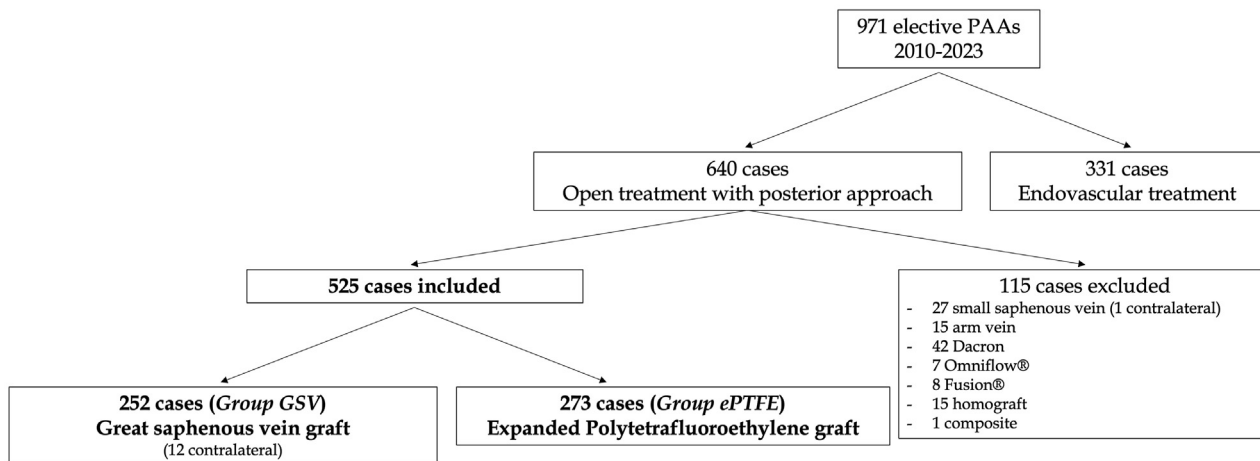 971 elective PAAs
2010-2023
640 cases
Open treatment with posterior approach
331 cases
Endovascular treatment
525 cases included
115 cases excluded
- 27 small saphenous vein (1 contralateral)
- 15 arm vein
- 42 Dacron
- 7 Omniflow®
- 8 Fusion®
- 15 homograft
- 1 composite
252 cases (Group GSV)
Great saphenous vein graft
(12 contralateral)
273 cases (Group ePTFE)
Expanded Polytetrafluoroethylene graft